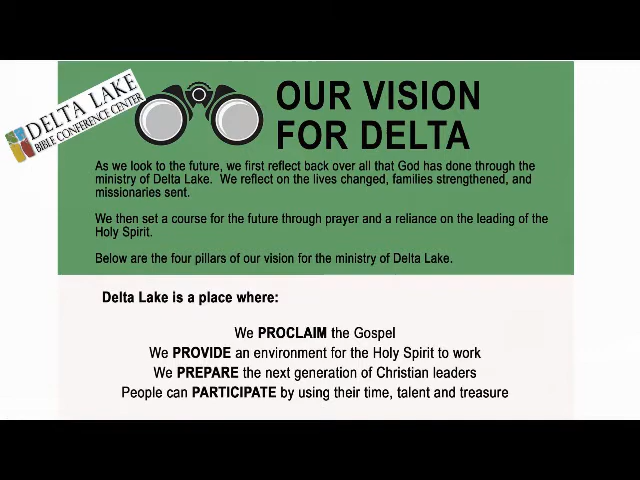 DELTA LAKE
BIBLE CONFERENCE CENTER
OUR VISION
FOR DELTA
As we look to the future, we first reflect back over all that God has done through the
ministry of Delta Lake. We reflect on the lives changed, families strengthened, and
missionaries sent.
We then set a course for the future through prayer and a reliance on the leading of the
Holy Spirit.
Below are the four pillars of our vision for the ministry of Delta Lake.
Delta Lake is a place where:
We PROCLAIM the Gospel
We PROVIDE an environment for the Holy Spirit to work
We PREPARE the next generation of Christian leaders
People can PARTICIPATE by using their time, talent and treasure